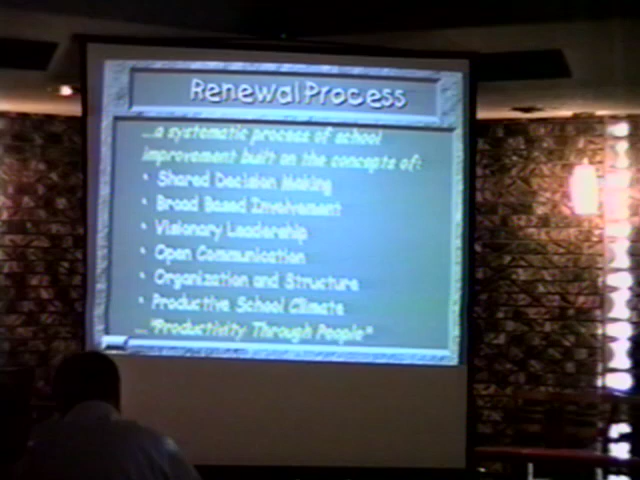 Renewal Process
...a systematic process of school
improvement built on the concepts of:
• Shared Decision Making
• Broad Based Involvement
• Visionary Leadership
• Open Communication
• Organization and Structure
• Productive School Climate
..."Productivity Through People"